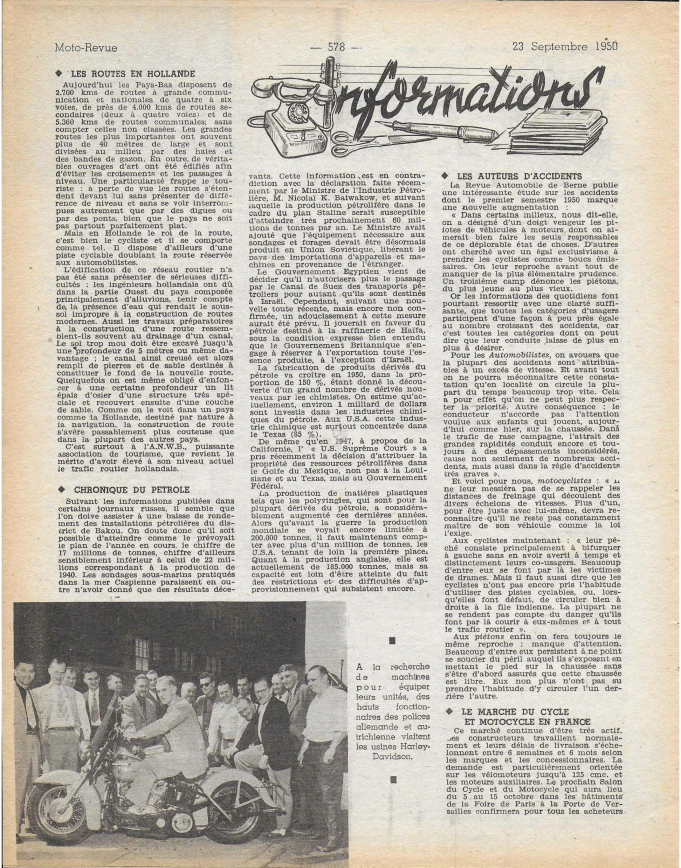 Moto-Revue
— 578 —
23 Septembre 1950
Informations
◆ LES ROUTES EN HOLLANDE
Aujourd'hui les Pays-Bas disposent de
2.700 kms de routes à grande commu-
nication et nationales de quatre à six
voies, de près de 4.000 kms de routes se-
condaires (deux à quatre voies) et de
5.360 kms de routes communales, sans
compter celles non classées. Les grandes
routes les plus importantes ont souvent
plus de 40 mètres de large et sont
divisées au milieu par des haies et
des bandes de gazon. En outre, de vérita-
bles ouvrages d'art ont été édifiés afin
d'éviter les croisements et les passages à
niveau. Une particularité frappe le tou-
riste : à perte de vue les routes s'éten-
dent devant lui sans présenter de diffé-
rence de niveau et sans se voir interrom-
pues autrement que par des digues ou
par des ponts, bien que le pays ne soit
pas partout parfaitement plat.
Mais en Hollande le roi de la route,
c'est bien le cycliste et il se comporte
comme tel. Il dispose d'ailleurs d'une
piste cyclable doublant la route réservée
aux automobilistes.
L'édification de ce réseau routier n'a
pas été sans présenter de sérieuses diffi-
cultés : les ingénieurs hollandais ont dû
dans la partie Ouest du pays composée
principalement d'alluvions, tenir compte
de la présence d'eau qui rendait le sous-
sol impropre à la construction de routes
modernes. Aussi les travaux préparatoires
à la construction d'une route ressem-
blent-ils souvent au drainage d'un canal.
Le sol trop mou doit être excavé jusqu'à
une profondeur de 5 mètres ou même da-
vantage ; le canal ainsi creusé est alors
rempli de pierres et de sable destinés à
constituer le fond de la nouvelle route.
Quelquefois on est même obligé d'enfon-
cer à une certaine profondeur un lit
épais d'osier d'une structure très spé-
ciale et recouvert ensuite d'une couche
de sable. Comme on le voit dans un pays
comme la Hollande, destiné par nature à
la navigation, la construction de route
s'avère passablement plus couteuse que
dans la plupart des autres pays.
C'est surtout à l'A.N.W.B., puissante
association de tourisme, que revient le
mérite d'avoir élevé à son niveau actuel
le trafic routier hollandais.
◆ CHRONIQUE DU PETROLE
Suivant les informations publiées dans
certains journaux russes, il semble que
l'on doive assister à une baisse de rende-
ment des installations pétrolières du dis-
trict de Bakou. On doute donc qu'il soit
possible d'atteindre comme le prévoyait
le plan de l'année en cours, le chiffre de
17 millions de tonnes, chiffre d'ailleurs
sensiblement inférieur à celui de 22 mil-
lions correspondant à la production de
1940. Les sondages sous-marins pratiqués
dans la mer Caspienne paraissent en ou-
tre n'avoir donné que des résultats déce-
vants. Cette information est en contra-
diction avec la déclaration faite récem-
ment par le Ministre de l'Industrie Pétro-
lière, M. Nicolal K. Batwakow, et suivant
laquelle la production pétrolifère dans le
cadre du plan Staline serait susceptible
d'atteindre très prochainement 60 mil-
lions de tonnes par an. Le Ministre avait
ajouté que l'équipement nécessaire aux
sondages et forages devait être désormais
produit en Union Soviétique, libérant le
pays des importations d'appareils et ma-
chines en provenance de l'étranger.
Le Gouvernement Egyptien vient de
décider qu'il n'autorisera plus le passage
par le Canal de Suez des transports pé-
troliers pour autant qu'ils sont destinés
à Israël. Cependant, suivant une nou-
velle toute récente, mais encore non con-
firmée, un adoucissement à cette mesure
aurait été prévu. Il jouerait en faveur du
pétrole destiné à la raffinerie de Haïfa,
sous la condition expresse bien entendu
que le Gouvernement Britannique s'en-
gage à réserver à l'exportation toute l'es-
sence produite, à l'exception d'Israël.
La fabrication de produits dérivés du
pétrole va croître en 1950, dans la pro-
portion de 150 %, étant donné la décou-
verte d'un grand nombre de dérivés nou-
veaux par les chimistes. On estime qu'ac-
tuellement, environ 1 milliard de dollars
sont investis dans les industries chimi-
ques du pétrole. Aux U.S.A. cette indus-
trie chimique est surtout concentrée dans
le Texas (85 %).
De même qu'en 1947, à propos de la
Californie, l' « U.S. Suprême Court » a
pris récemment la décision d'attribuer la
propriété des ressources pétrolifères dans
le Golfe du Mexique, non pas à la Loui-
siane et au Texas, mais au Gouvernement
Fédéral.
La production de matières plastiques
tels que les polyvingles, qui sont pour la
plupart dérivés du pétrole, a considéra-
blement augmenté ces dernières années.
Alors qu'avant la guerre la production
mondiale se voyait encore limitée à
200.000 tonnes, il faut maintenant comp-
ter avec plus d'un million de tonnes, les
U.S.A. tenant de loin la première place.
Quant à la production anglaise, elle est
actuellement de 185.000 tonnes, mais sa
capacité est loin d'être atteinte du fait
des restrictions et des difficultés d'ap-
provisionnement qui subsistent encore.
A la recherche
de machines
pour équiper
leurs unités, des
hauts fonction-
naires des polices
allemande et au-
trichienne visitent
les usines Harley-
Davidson.
◆ LES AUTEURS D'ACCIDENTS
La Revue Automobile de Berne publie
une intéressante étude sur les accidents
dont le premier semestre 1950 marque
une nouvelle augmentation :
« Dans certains milieux, nous dit-elle,
on a désigné d'un doigt vengeur les pi-
lotes de véhicules à moteurs dont on ai-
merait bien faire les seuls responsables
de ce déplorable état de choses. D'autres
ont cherché avec un égal exclusivisme à
prendre les cyclistes comme boucs émis-
saires. On leur reproche avant tout de
manquer de la plus élémentaire prudence.
Un troisième camp dénonce les piétons,
du plus jeune au plus vieux.
Or les informations des quotidiens font
pourtant ressortir avec une clarté suffi-
sante, que toutes les catégories d'usagers
participent d'une façon à peu près égale
au nombre croissant des accidents, car
c'est toutes les catégories dont on peut
dire que leur conduite laisse de plus en
plus à désirer.
Pour les Automobilistes, on avouera que
la plupart des accidents sont attribua-
bles à un excès de vitesse. Et avant tout
on ne pourra méconnaître cette consta-
tation qu'en localité on circule la plu-
part du temps beaucoup trop vite. Cela
a pour effet qu'on ne peut plus respec-
ter la priorité. Autre conséquence : le
conducteur n'accorde pas l'attention
voulue aux enfants qui jouent, aujour-
d'hui comme hier, sur la chaussée. Dans
le trafic de rase campagne, l'attrait des
grandes rapidités conduit encore et tou-
jours à des dépassements inconsidérés,
cause non seulement de nombreux acci-
dents, mais aussi dans la règle d'accidents
très graves ».
Et voici pour nous, motocyclistes : «
ne leur messiéra pas de se rappeler les
distances de freinage qui découlent des
divers échelons de vitesses. Plus d'un,
pour être juste avec lui-même, devra re-
connaître qu'il ne reste pas constamment
maître de son véhicule comme la loi
l'exige.
Aux cyclistes maintenant : « leur pé-
ché consiste principalement à bifurquer
à gauche sans en avoir averti à temps et
distinctement leurs co-usagers. Beaucoup
d'entre eux se font par là les victimes
de drames. Mais il faut aussi dire que les
cyclistes n'ont pas encore pris l'habitude
d'utiliser des pistes cyclables, ou, lors-
qu'elles font défaut, de circuler bien à
droite à la file indienne. La plupart ne
se rendent pas compte du danger qu'ils
font par là courir à eux-mêmes et à tout
le trafic routier ».
Aux piétons enfin on fera toujours le
même reproche : manque d'attention.
Beaucoup d'entre eux persistent à ne point
se soucier du péril auquel ils s'exposent en
mettant le pied sur la chaussée sans
s'être d'abord assurés que cette chaussée
est libre. Eux non plus n'ont pas su
prendre l'habitude d'y circuler l'un der-
rière l'autre.
◆ LE MARCHE DU CYCLE
ET MOTOCYCLE EN FRANCE
Ce marché continue d'être très actif.
Les constructeurs travaillent normale-
ment et leurs délais de livraison s'éche-
lonnent entre 6 semaines et 6 mois selon
les marques et les concessionnaires. La
demande est particulièrement orientée
sur les vélomoteurs jusqu'à 125 cmc. et
les moteurs auxiliaires. Le prochain Salon
du Cycle et du Motocycle qui aura lieu
du 5 au 15 octobre dans les bâtiments
de la Foire de Paris à la Porte de Ver-
sailles confirmera pour tous les acheteurs